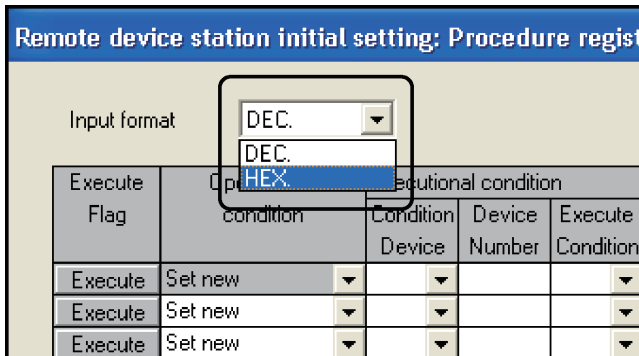 Remote device station initial setting: Procedure regist
Input format DEC.
DEC.
HEX.
Execute Flag
condition
condition
Condition Device
Device Number
Execute Condition
Execute Set new
Execute Set new
Execute Set new